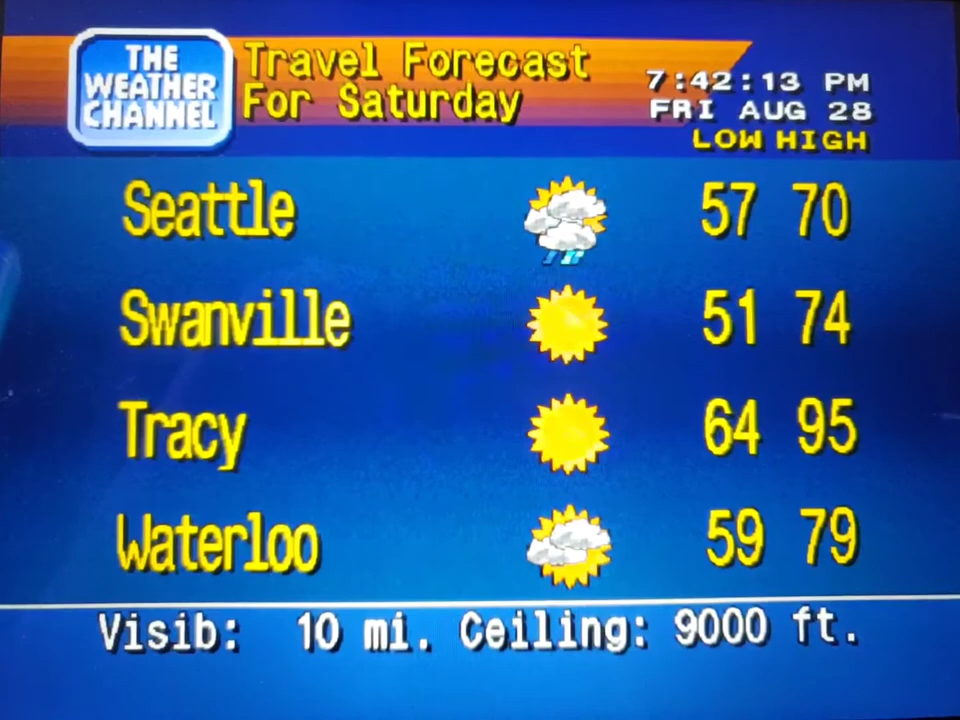 THE
WEATHER
CHANNEL
Travel Forecast
For Saturday
7:42:13 PM
FRI AUG 28
LOW HIGH
Seattle 57 70
Swanville 51 74
Tracy 64 95
Waterloo 59 79
Visib: 10 mi. Ceiling: 9000 ft.